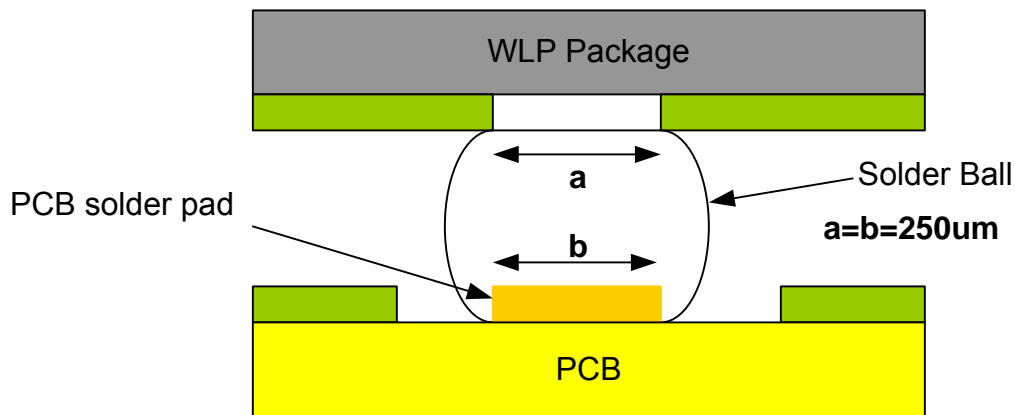 WLP Package
a
Solder Ball
PCB solder pad
a=b=250um
b
PCB